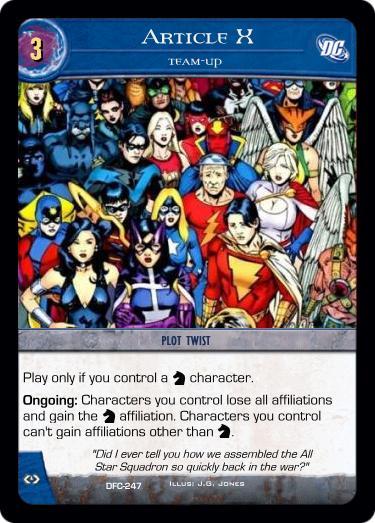 3
ARTICLE X
TEAM-UP
DC
PLOT TWIST
Play only if you control a character.
Ongoing: Characters you control lose all affiliations
and gain the affiliation. Characters you control
can't gain affiliations other than .
"Did I ever tell you how we assembled the All
Star Squadron so quickly back in the war?"
DFC-247
ILLUS: J.G. JONES